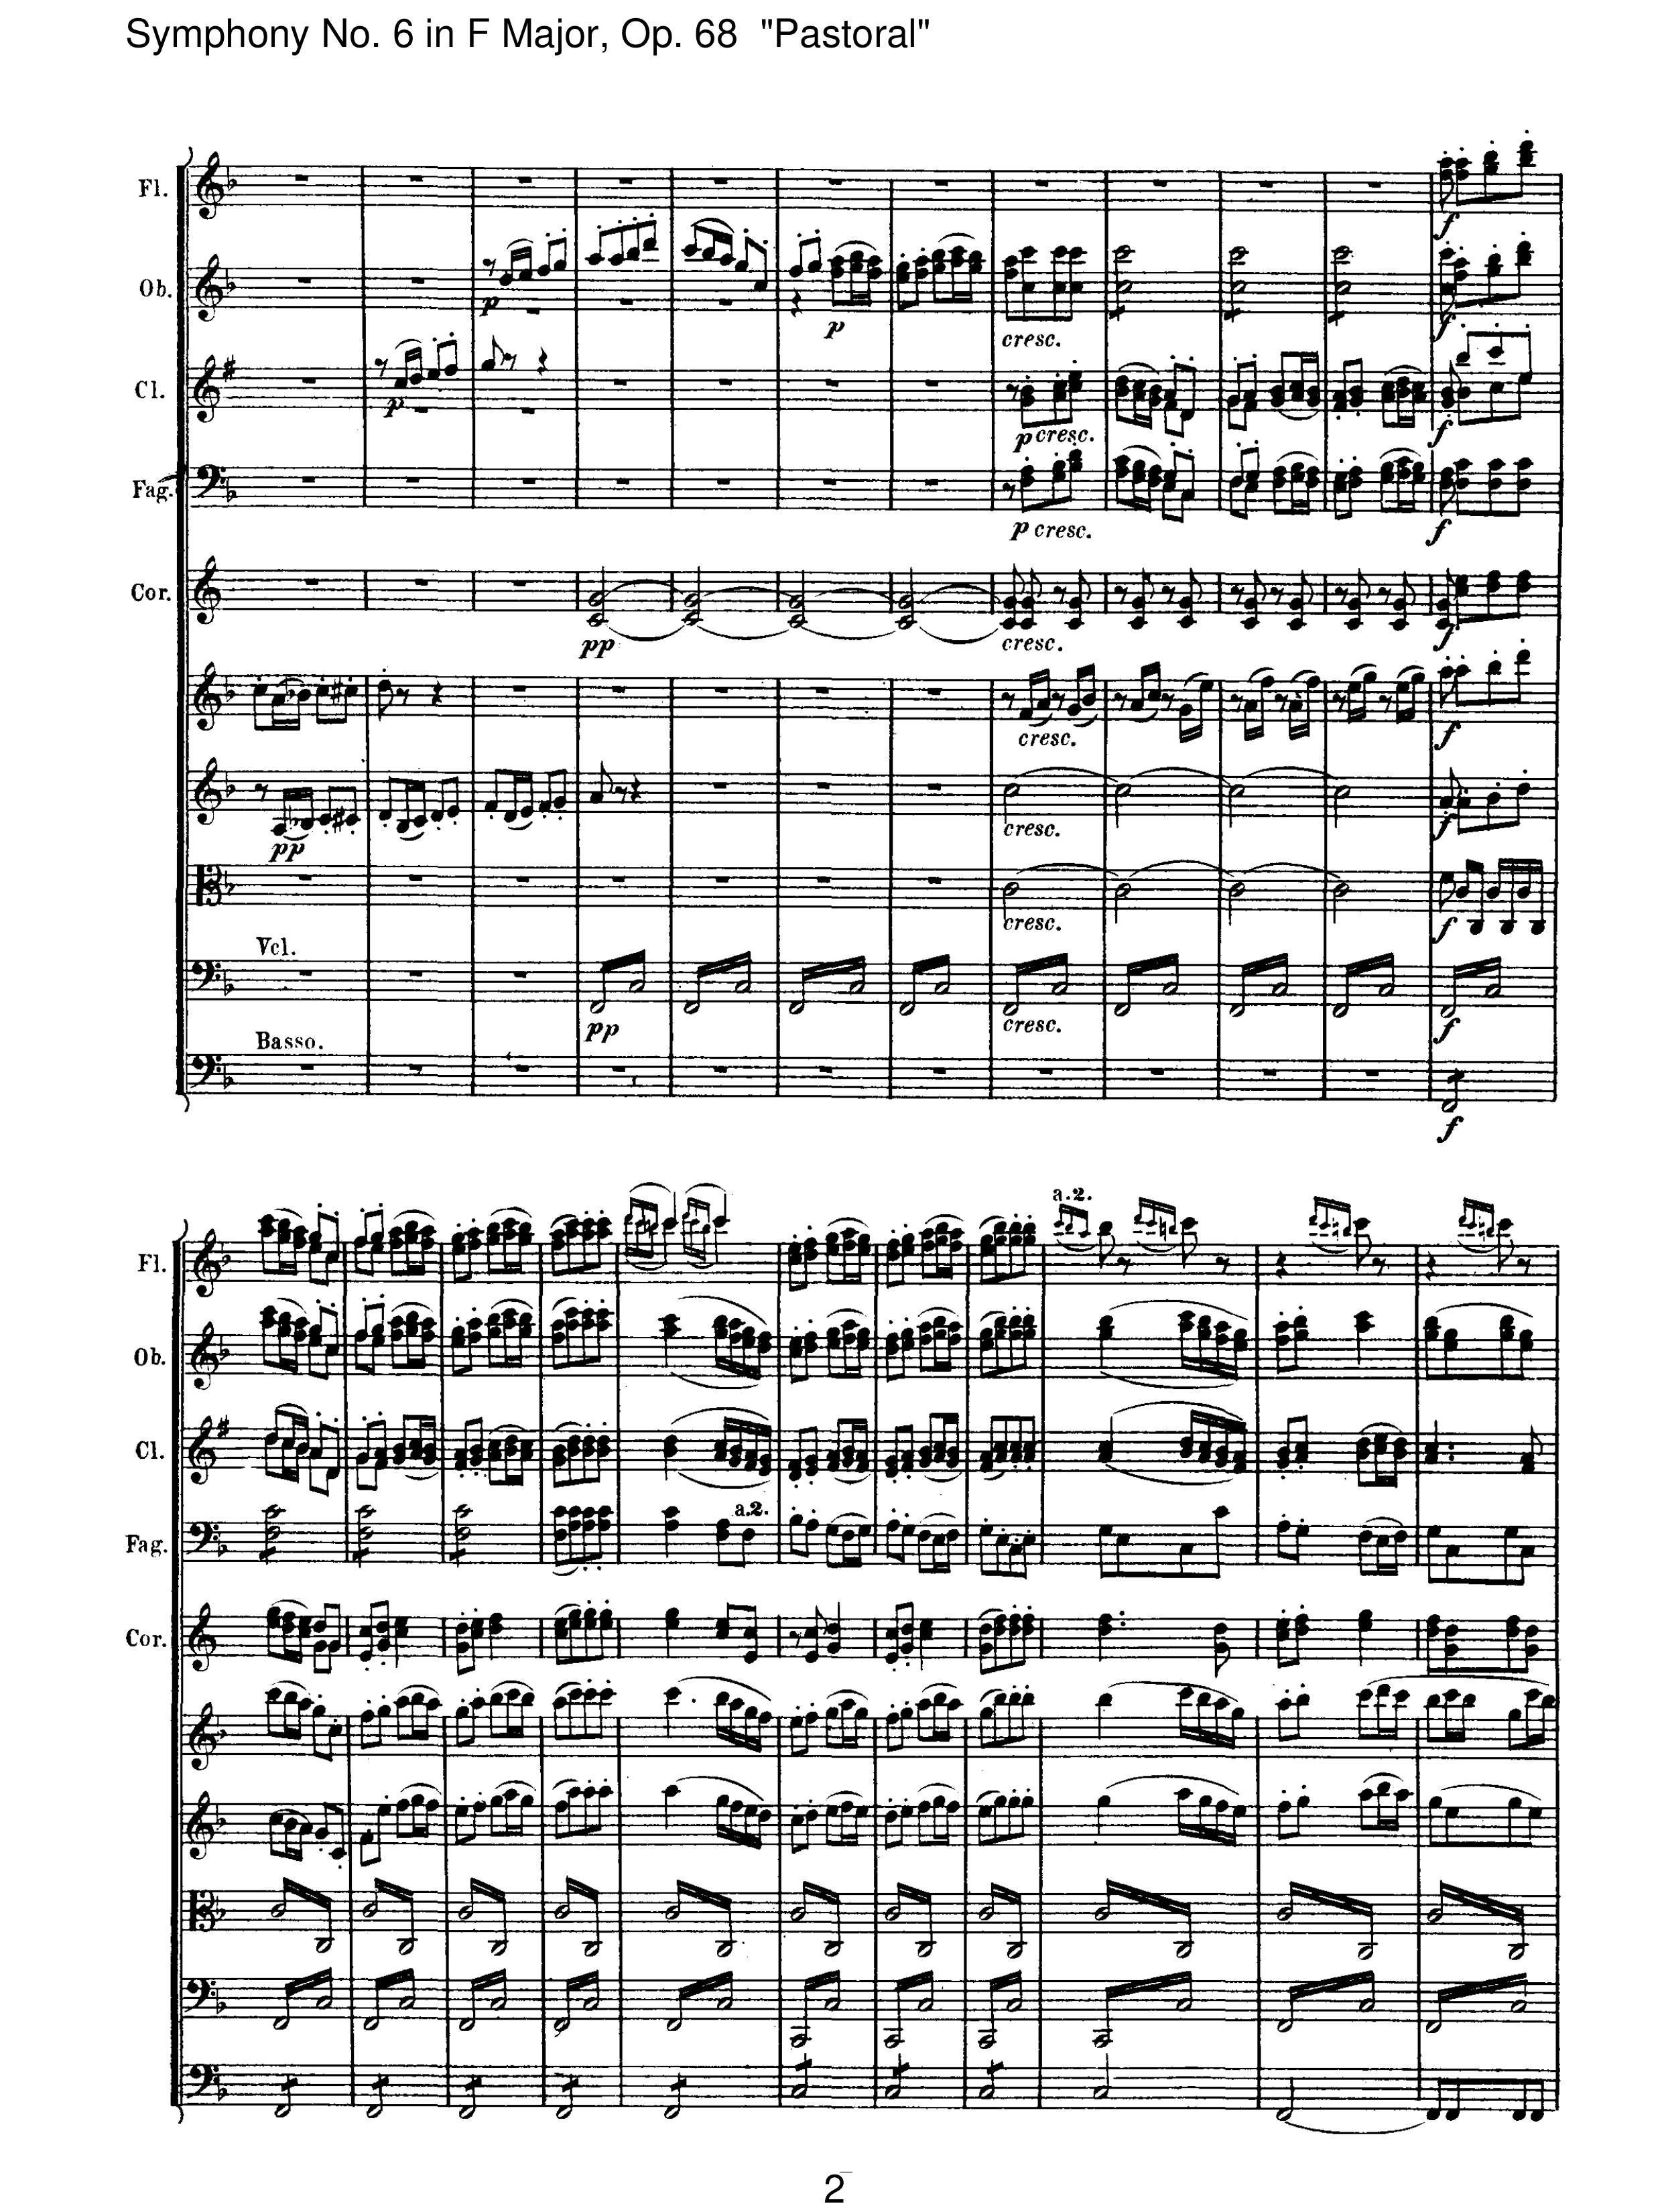 Symphony No. 6 in F Major, Op. 68 "Pastoral"
Fl.
f
Ob.
p
p
cresc.
f
Cl.
p
p cresc.
f
Fag.
p cresc.
f
Cor.
pp
cresc.
f
cresc.
f
pp
cresc.
f
cresc.
f
Vcl.
pp
cresc.
f
Basso.
f
a.2.
Fl.
Ob.
Cl.
a.2.
Fag.
Cor.
2